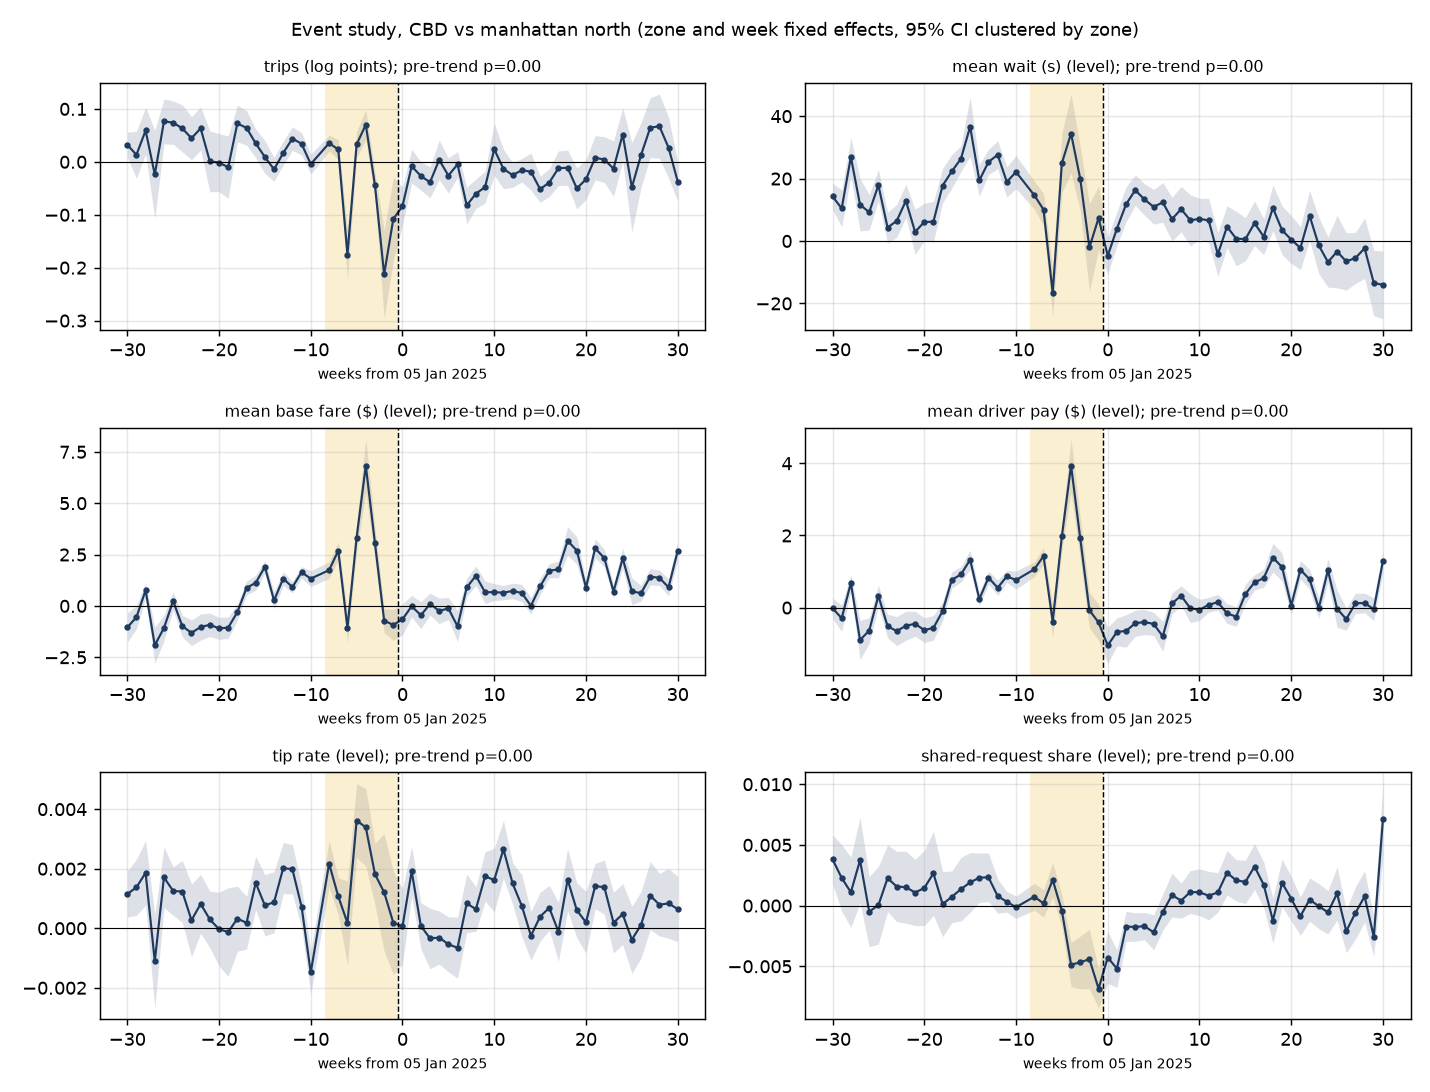 Event study, CBD vs manhattan north (zone and week fixed effects, 95% CI clustered by zone)
trips (log points); pre-trend p=0.00
0.1
0.0
−0.1
−0.2
−0.3
−30 −20 −10 0 10 20 30
weeks from 05 Jan 2025
mean wait (s) (level); pre-trend p=0.00
40
20
0
−20
−30 −20 −10 0 10 20 30
weeks from 05 Jan 2025
mean base fare ($) (level); pre-trend p=0.00
7.5
5.0
2.5
0.0
−2.5
−30 −20 −10 0 10 20 30
weeks from 05 Jan 2025
mean driver pay ($) (level); pre-trend p=0.00
4
2
0
−30 −20 −10 0 10 20 30
weeks from 05 Jan 2025
tip rate (level); pre-trend p=0.00
0.004
0.002
0.000
−0.002
−30 −20 −10 0 10 20 30
weeks from 05 Jan 2025
shared-request share (level); pre-trend p=0.00
0.010
0.005
0.000
−0.005
−30 −20 −10 0 10 20 30
weeks from 05 Jan 2025